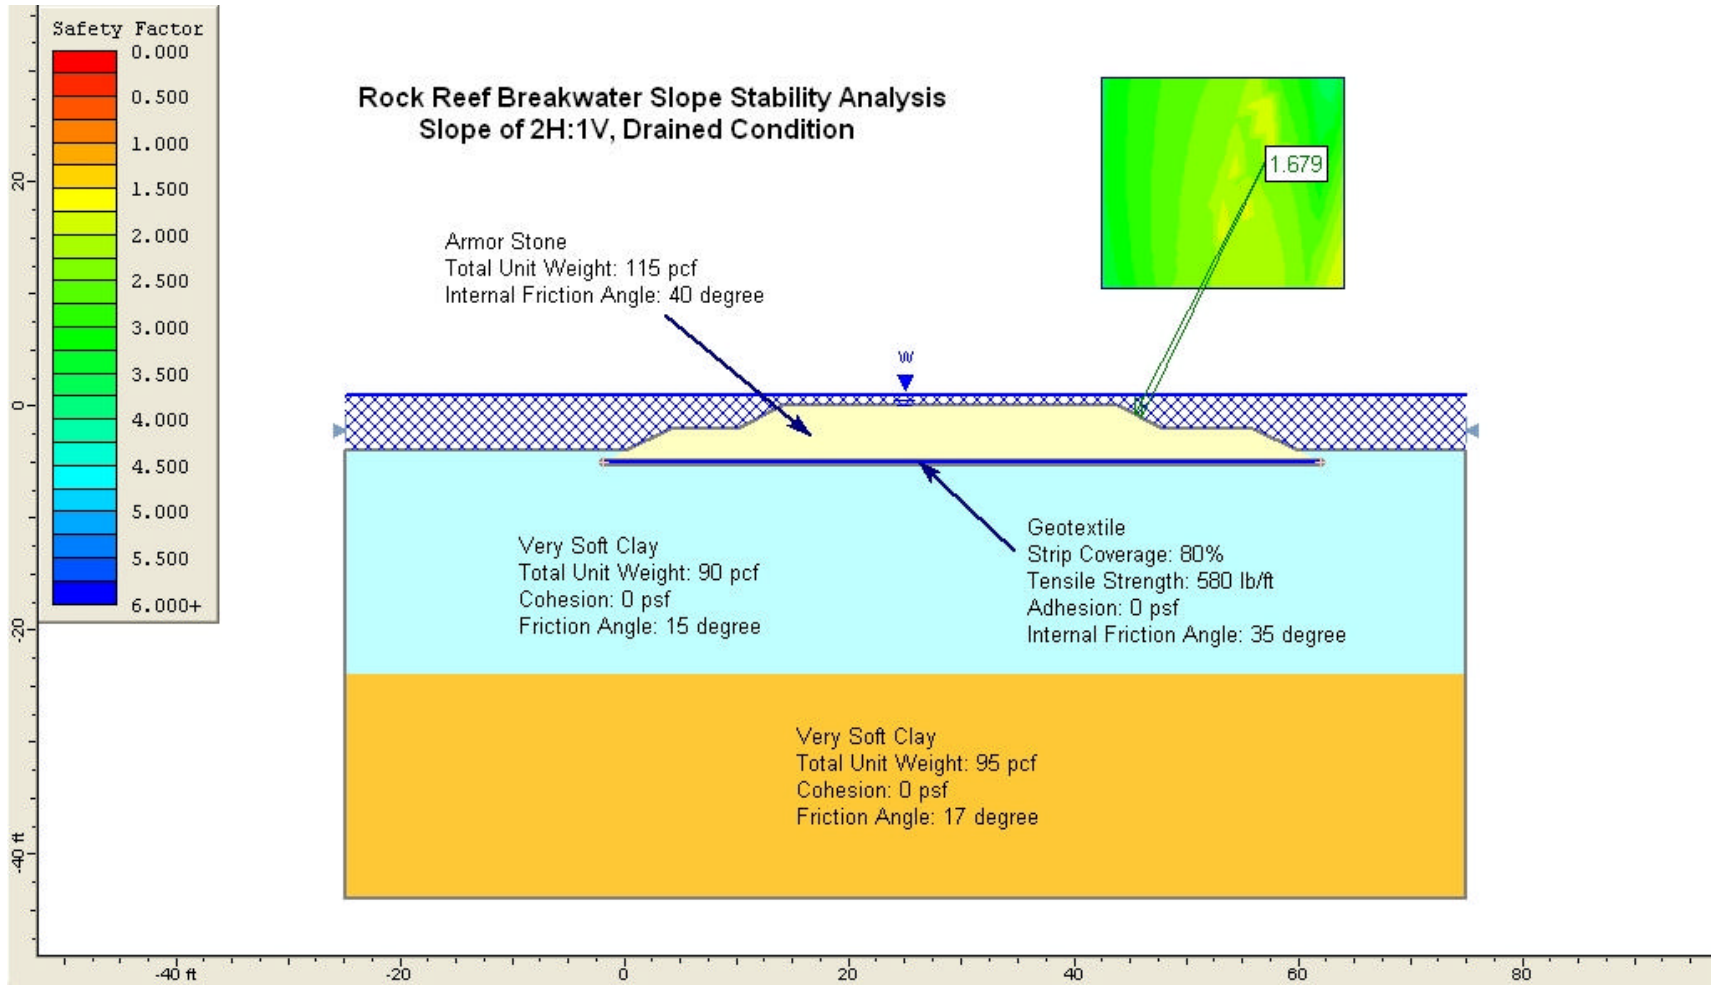 Safety Factor
0.000
0.500
1.000
1.500
2.000
2.500
3.000
3.500
4.000
4.500
5.000
5.500
6.000+
Rock Reef Breakwater Slope Stability Analysis
Slope of 2H:1V, Drained Condition
1.679
Armor Stone
Total Unit Weight: 115 pcf
Internal Friction Angle: 40 degree
W
Geotextile
Strip Coverage: 80%
Tensile Strength: 580 lb/ft
Adhesion: 0 psf
Internal Friction Angle: 35 degree
Very Soft Clay
Total Unit Weight: 90 pcf
Cohesion: 0 psf
Friction Angle: 15 degree
Very Soft Clay
Total Unit Weight: 95 pcf
Cohesion: 0 psf
Friction Angle: 17 degree
20
0
-20
-40 ft
-40 ft
-20
0
20
40
60
80